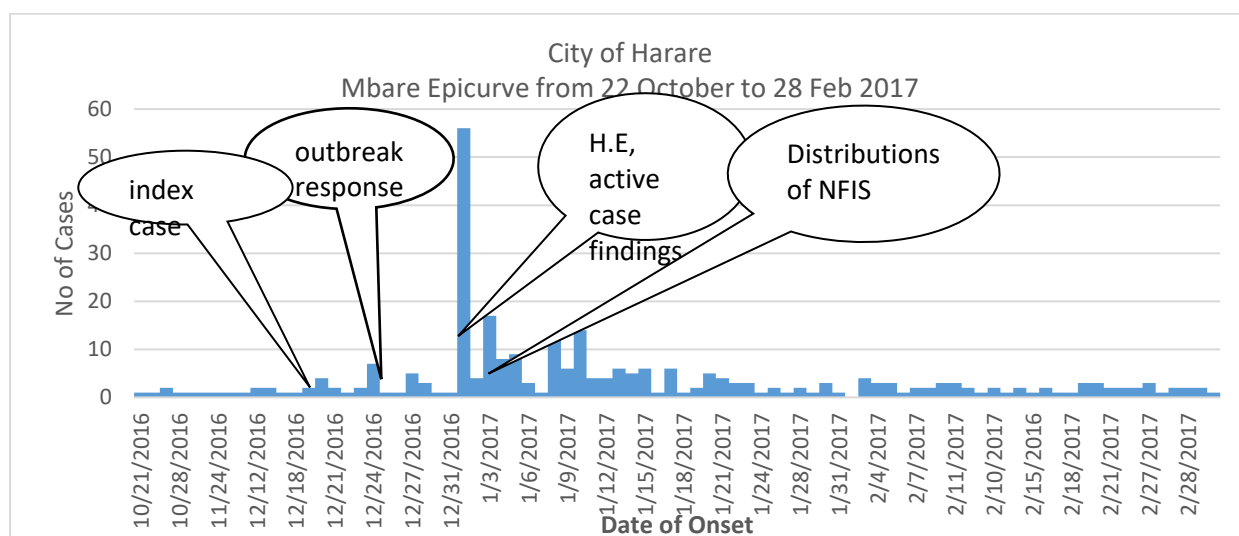 City of Harare
Mbare Epicurve from 22 October to 28 Feb 2017
60
50
40
30
20
10
0
No of Cases
index
case
outbreak
response
H.E,
active
case
findings
Distributions
of NFIS
10/21/2016
10/28/2016
11/24/2016
12/12/2016
12/18/2016
12/21/2016
12/24/2016
12/27/2016
12/31/2016
1/3/2017
1/6/2017
1/9/2017
1/12/2017
1/15/2017
1/18/2017
1/21/2017
1/24/2017
1/28/2017
1/31/2017
2/4/2017
2/7/2017
2/11/2017
2/10/2017
2/15/2016
2/18/2017
2/21/2017
2/27/2017
2/28/2017
Date of Onset